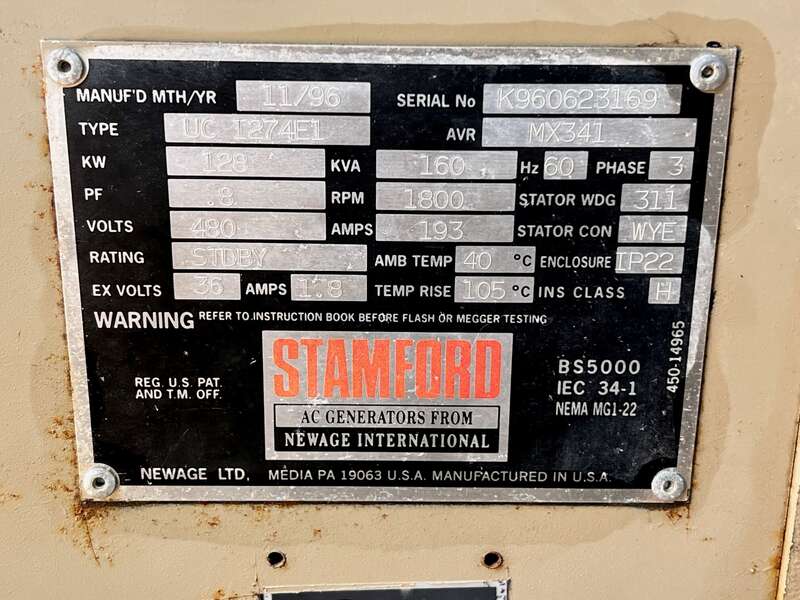 MANUF'D MTH/YR 11/96 SERIAL No K960623169
TYPE UC I274E1 AVR MX341
KW 128 KVA 160 Hz 60 PHASE 3
PF .8 RPM 1800 STATOR WDG 311
VOLTS 480 AMPS 193 STATOR CON WYE
RATING STDBY AMB TEMP 40 °C ENCLOSURE IP22
EX VOLTS 36 AMPS 1.8 TEMP RISE 105 °C INS CLASS H
WARNING REFER TO INSTRUCTION BOOK BEFORE FLASH OR MEGGER TESTING
REG. U.S. PAT.
AND T.M. OFF.
STAMFORD
AC GENERATORS FROM
NEWAGE INTERNATIONAL
BS5000
IEC 34-1
NEMA MG1-22
450-14965
NEWAGE LTD. MEDIA PA 19063 U.S.A. MANUFACTURED IN U.S.A.